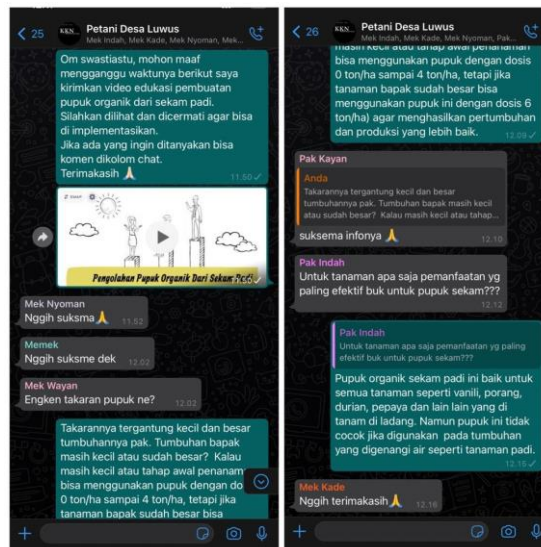 25
KKN
Petani Desa Luwus
Mek Indah, Mek Kade, Mek Nyoman, Mek...
Om swastiastu, mohon maaf
mengganggu waktunya berikut saya
kirimkan video edukasi pembuatan
pupuk organik dari sekam padi.
Silahkan dilihat dan dicermati agar bisa
di implementasikan.
Jika ada yang ingin ditanyakan bisa
komen dikolom chat.
Terimakasih 🙏
11.50
Pengolahan Pupuk Organik Dari Sekam Padi
11.50
Mek Nyoman
Nggih suksma 🙏
11.52
Memek
Nggih suksme dek
12.02
Mek Wayan
Engken takaran pupuk ne?
12.02
Takarannya tergantung kecil dan besar
tumbuhannya pak. Tumbuhan bapak
masih kecil atau sudah besar? Kalau
masih kecil atau tahap awal penanam
bisa menggunakan pupuk dengan do
0 ton/ha sampai 4 ton/ha, tetapi jika
tanaman bapak sudah besar bisa
26
KKN
Petani Desa Luwus
Mek Indah, Mek Kade, Mek Nyoman, Pak...
masih kecil atau tahap awal penanaman
bisa menggunakan pupuk dengan dosis
0 ton/ha sampai 4 ton/ha, tetapi jika
tanaman bapak sudah besar bisa
menggunakan pupuk ini dengan dosis 6
ton/ha) agar menghasilkan pertumbuhan
dan produksi yang lebih baik.
12.09
Pak Kayan
Anda
Takarannya tergantung kecil dan besar
tumbuhannya pak. Tumbuhan bapak masih kecil
atau sudah besar? Kalau masih kecil atau tahap...
suksema infonya 🙏
12.10
Pak Indah
Untuk tanaman apa saja pemanfaatan yg
paling efektif buk untuk pupuk sekam???
12.12
Pak Indah
Untuk tanaman apa saja pemanfaatan yg paling
efektif buk untuk pupuk sekam???
Pupuk organik sekam padi ini baik untuk
semua tanaman seperti vanili, porang,
durian, pepaya dan lain lain yang di
tanam di ladang. Namun pupuk ini tidak
cocok jika digunakan pada tumbuhan
yang digenangi air seperti tanaman padi.
12.15
Mek Kade
Nggih terimakasih 🙏
12.16